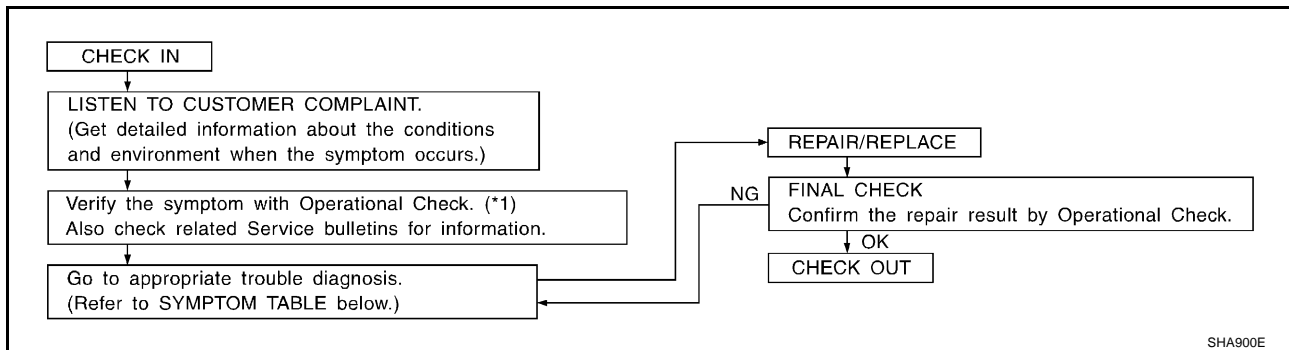 CHECK IN
LISTEN TO CUSTOMER COMPLAINT.
(Get detailed information about the conditions
and environment when the symptom occurs.)
Verify the symptom with Operational Check. (*1)
Also check related Service bulletins for information.
Go to appropriate trouble diagnosis.
(Refer to SYMPTOM TABLE below.)
REPAIR/REPLACE
NG
FINAL CHECK
Confirm the repair result by Operational Check.
OK
CHECK OUT
SHA900E